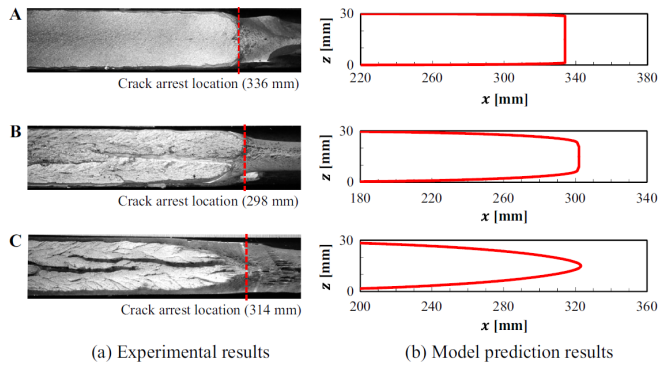 A
Crack arrest location (336 mm)
B
Crack arrest location (298 mm)
C
Crack arrest location (314 mm)
(a) Experimental results
z [mm]
30
0
220
260
300
340
380
x [mm]
z [mm]
30
0
180
220
260
300
340
x [mm]
z [mm]
30
0
200
240
280
320
360
x [mm]
(b) Model prediction results